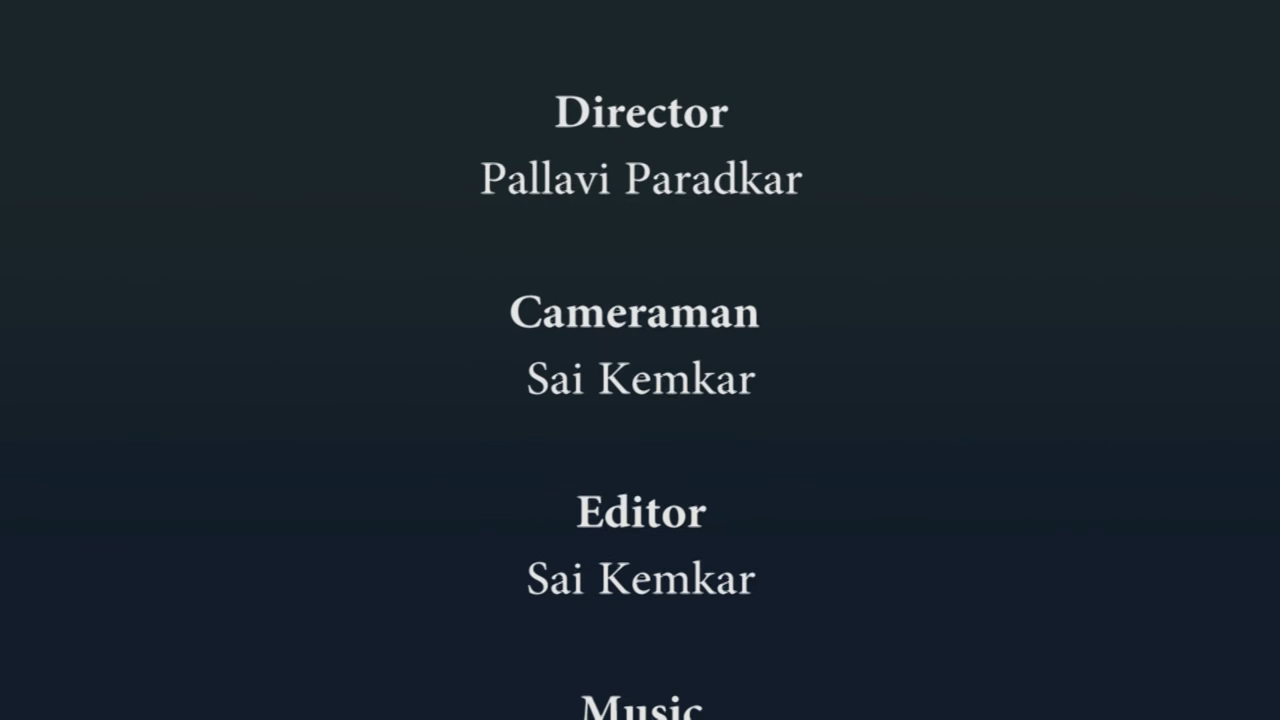 Director
Pallavi Paradkar
Cameraman
Sai Kemkar
Editor
Sai Kemkar
Music